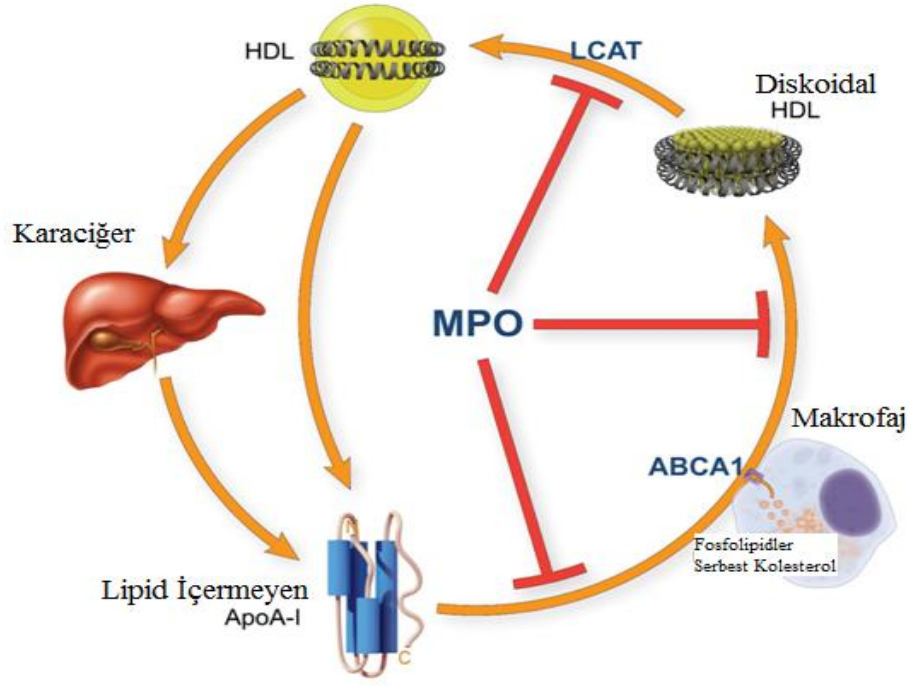 HDL
LCAT
Diskoidal
HDL
Karaciğer
MPO
Makrofaj
ABCA1
Fosfolipidler
Serbest Kolesterol
Lipid İçermeyen
ApoA-I
C